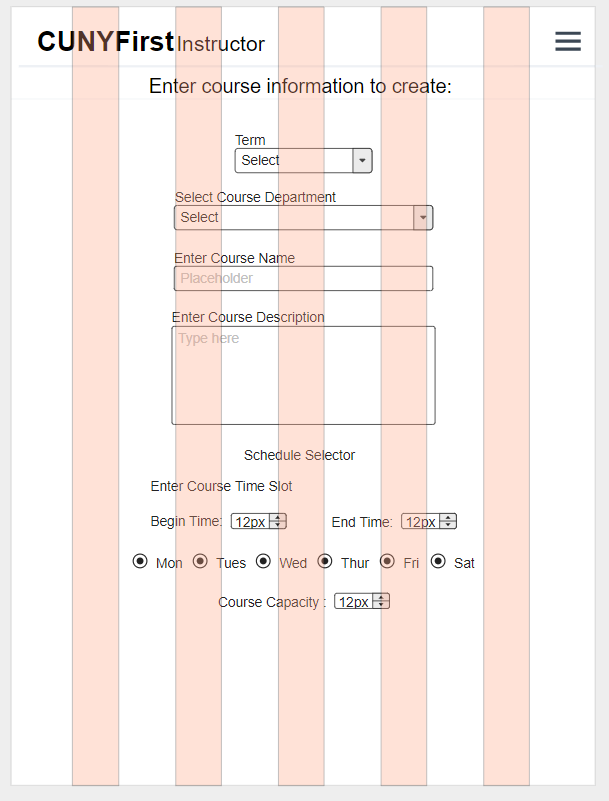 CUNYFirst Instructor
Enter course information to create:
Term
Select
Select Course Department
Select
Enter Course Name
Placeholder
Enter Course Description
Type here
Schedule Selector
Enter Course Time Slot
Begin Time: 12px End Time: 12px
Mon Tues Wed Thur Fri Sat
Course Capacity : 12px